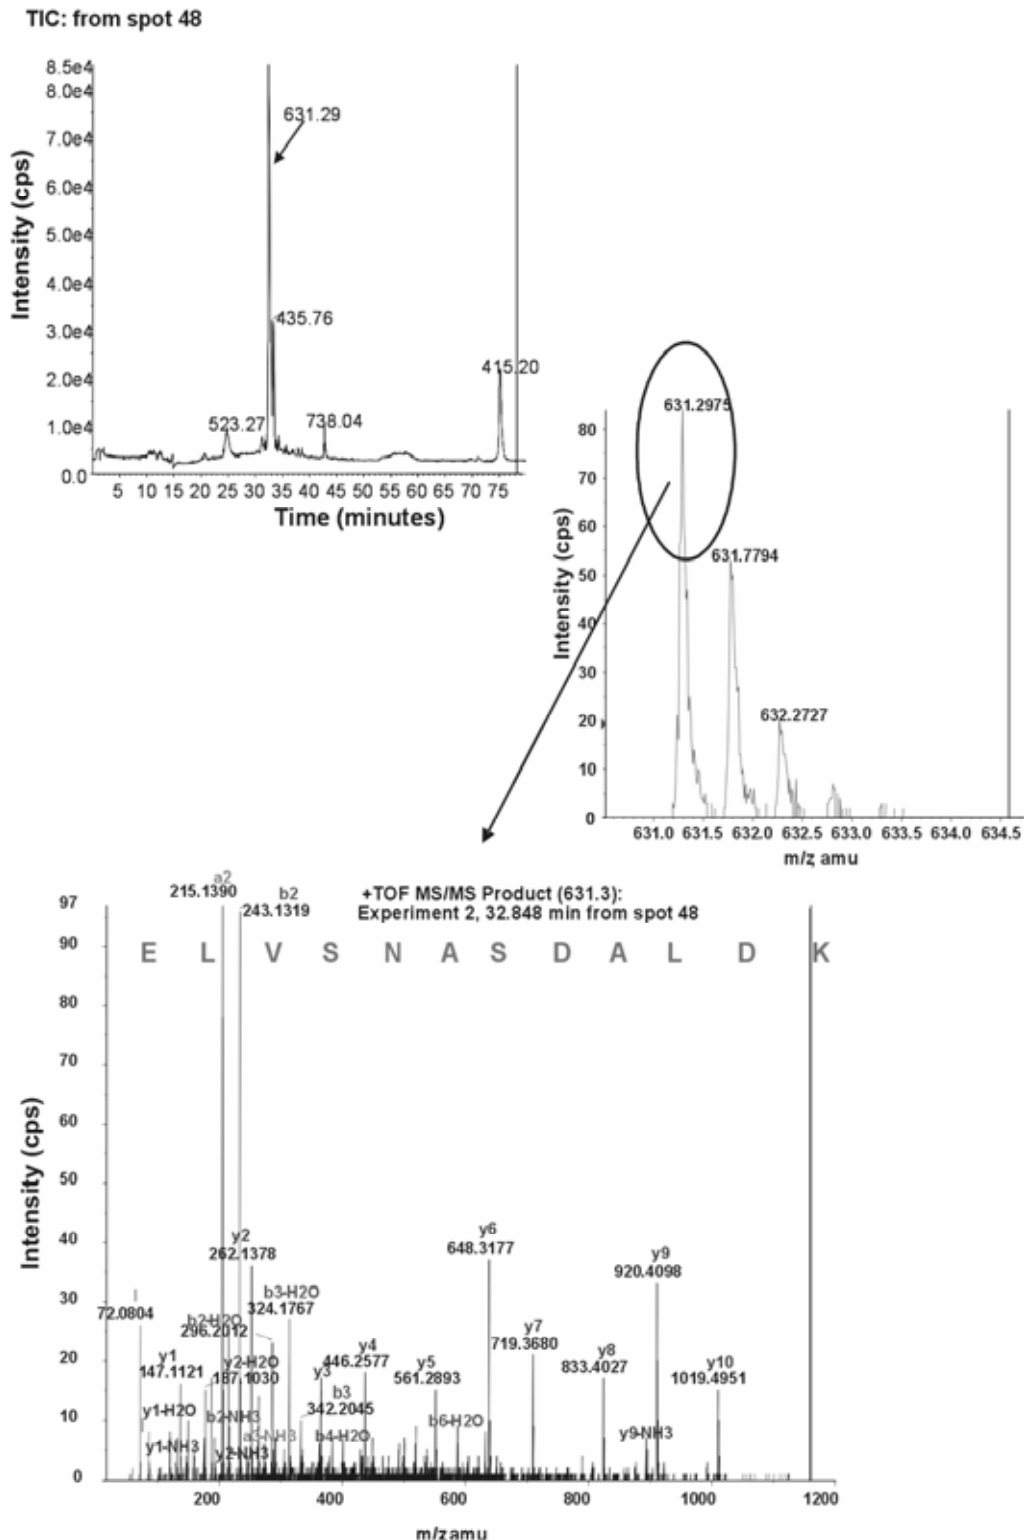 TIC: from spot 48
Intensity (cps)
8.5e4
8.0e4
7.0e4
6.0e4
5.0e4
4.0e4
3.0e4
2.0e4
1.0e4
0.0
631.29
435.76
523.27
738.04
415.20
5 10 15 20 25 30 35 40 45 50 55 60 65 70 75
Time (minutes)
Intensity (cps)
80
70
60
50
40
30
20
10
0
631.2975
631.7794
632.2727
631.0 631.5 632.0 632.5 633.0 633.5 634.0 634.5
m/z amu
+TOF MS/MS Product (631.3):
Experiment 2, 32.848 min from spot 48
E L V S N A S D A L D K
Intensity (cps)
97
90
80
70
60
50
40
30
20
10
0
a2
215.1390
b2
243.1319
y2
262.1378
b3-H2O
324.1767
72.0804
b2-H2O
296.2012
y1
147.1121
y2-H2O
187.1030
y3
y4
446.2577
b3
342.2045
y5
561.2893
y6
648.3177
y7
719.3680
y8
833.4027
y9
920.4098
y10
1019.4951
y1-H2O
b2-NH3
y1-NH3
y2-NH3
a3-NH3
b4-H2O
b6-H2O
y9-NH3
200 400 600 800 1000 1200
m/z amu